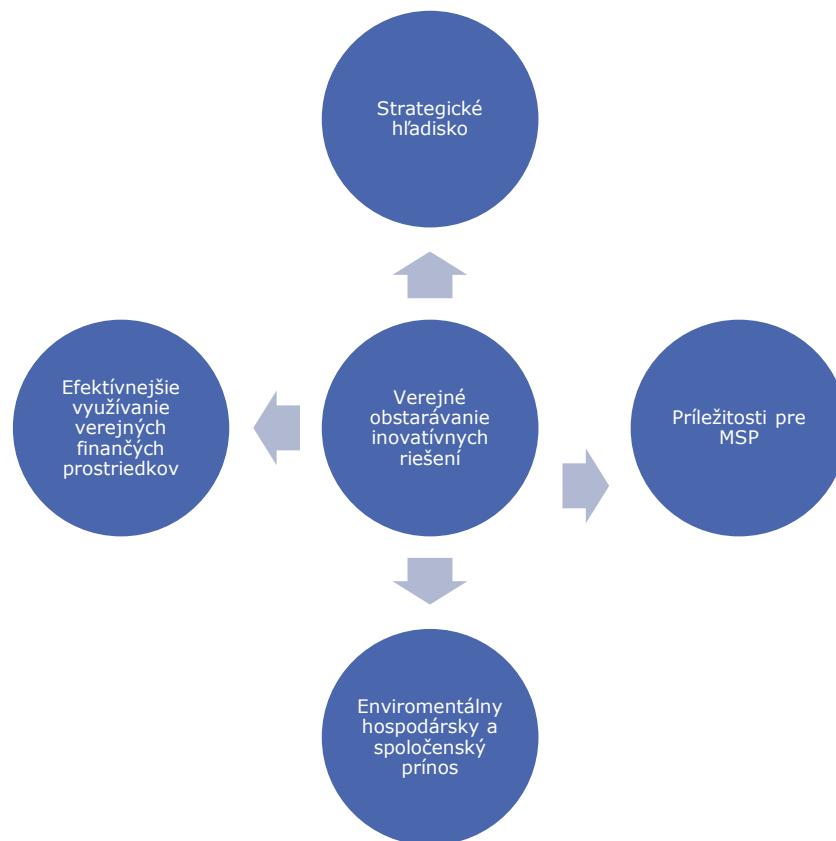 Strategické
hľadisko
Efektívnejšie
využívanie
verejných
finančých
prostriedkov
Verejné
obstarávanie
inovatívnych
riešení
Príležitosti pre
MSP
Enviromentálny
hospodársky a
spoločenský
prínos